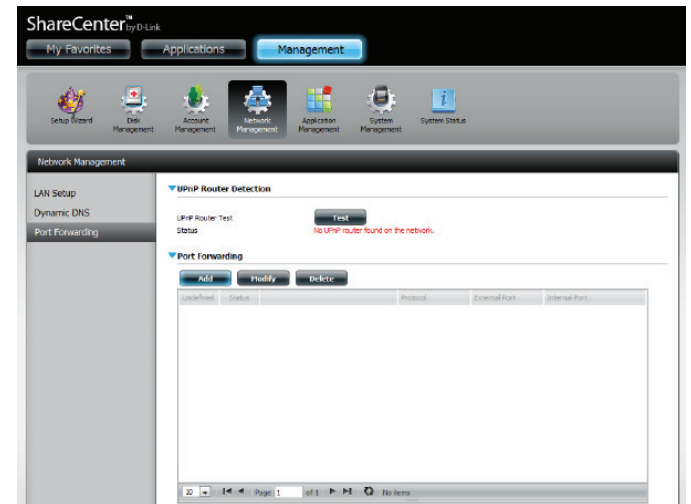 ShareCenter™ by D-Link
My Favorites Applications Management
Setup Wizard Disk Management Account Management Network Management Application Management System Management System Status
Network Management
LAN Setup
Dynamic DNS
Port Forwarding
UPnP Router Detection
UPnP Router Test Test
Status No UPnP router found on the network.
Port Forwarding
Add Modify Delete
undefined Status Protocol External Port Internal Port
10 Page 1 of 1 No items